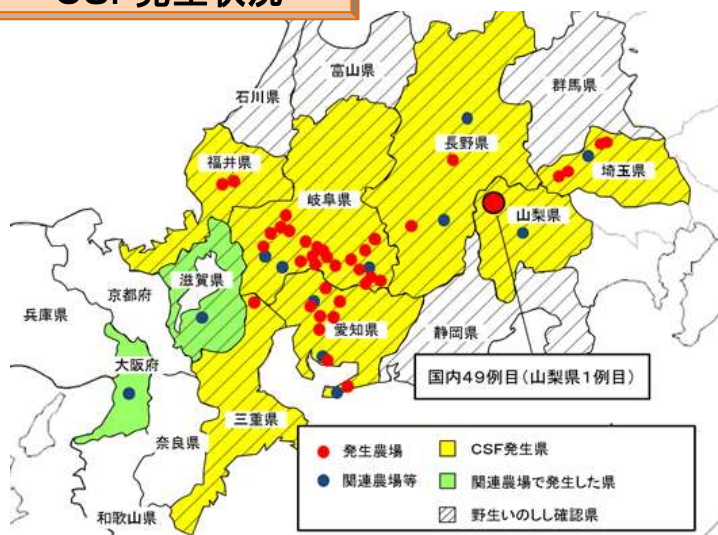 CSF発生状況
富山県
石川県
群馬県
長野県
福井県
埼玉県
岐阜県
山梨県
滋賀県
京都府
兵庫県
愛知県
静岡県
大阪府
国内49例目(山梨県1例目)
三重県
奈良県
和歌山県
発生農場
CSF発生県
関連農場等
関連農場で発生した県
野生いのしし確認県